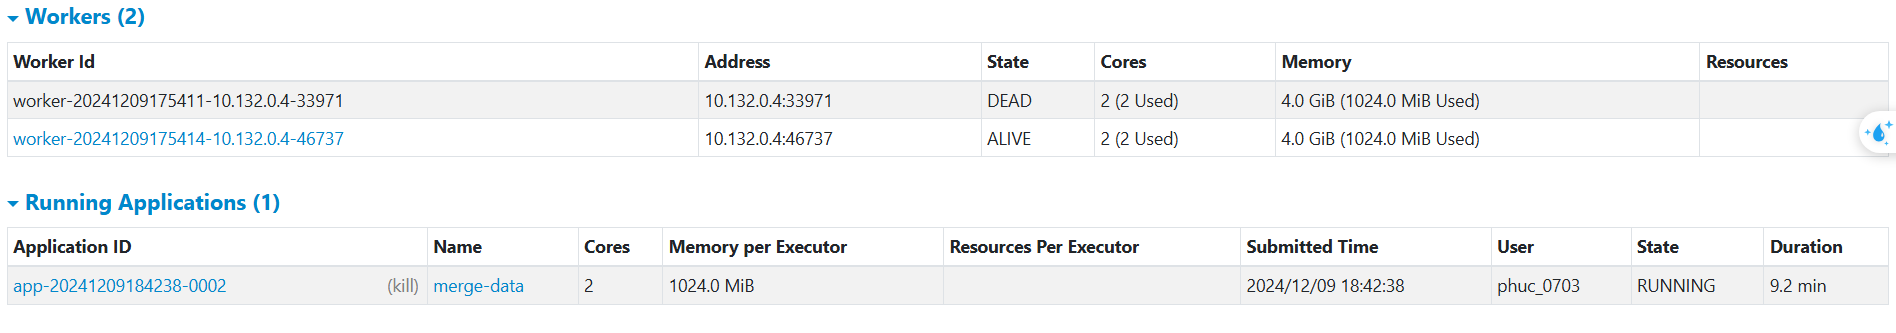 Workers (2)
Worker Id Address State Cores Memory Resources
worker-20241209175411-10.132.0.4-33971 10.132.0.4:33971 DEAD 2 (2 Used) 4.0 GiB (1024.0 MiB Used)
worker-20241209175414-10.132.0.4-46737 10.132.0.4:46737 ALIVE 2 (2 Used) 4.0 GiB (1024.0 MiB Used)
Running Applications (1)
Application ID Name Cores Memory per Executor Resources Per Executor Submitted Time User State Duration
app-20241209184238-0002 (kill) merge-data 2 1024.0 MiB 2024/12/09 18:42:38 phuc_0703 RUNNING 9.2 min